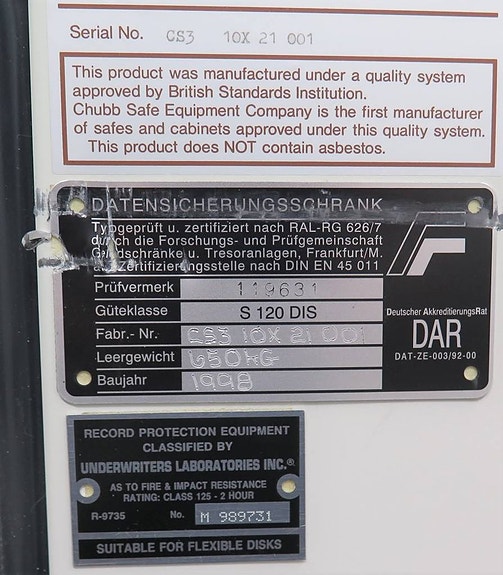 Serial No. CS3 10X 21 001
This product was manufactured under a quality system
approved by British Standards Institution.
Chubb Safe Equipment Company is the first manufacturer
of safes and cabinets approved under this quality system.
This product does NOT contain asbestos.
DATENSICHERUNGSSCHRANK
Typgeprüft u. zertifiziert nach RAL-RG 626/7
durch die Forschungs- und Prüfgemeinschaft
Geldschränke u. Tresoranlagen, Frankfurt/M.
als Zertifizierungsstelle nach DIN EN 45 011
Prüfvermerk 119631
Güteklasse S 120 DIS
Fabr.- Nr. CS3 10X 21 001
Leergewicht 650KG
Baujahr 1998
Deutscher AkkreditierungsRat
DAR
DAT-ZE-003/92-00
RECORD PROTECTION EQUIPMENT
CLASSIFIED BY
UNDERWRITERS LABORATORIES INC.®
AS TO FIRE & IMPACT RESISTANCE
RATING: CLASS 125 - 2 HOUR
R-9735 No. M 989731
SUITABLE FOR FLEXIBLE DISKS